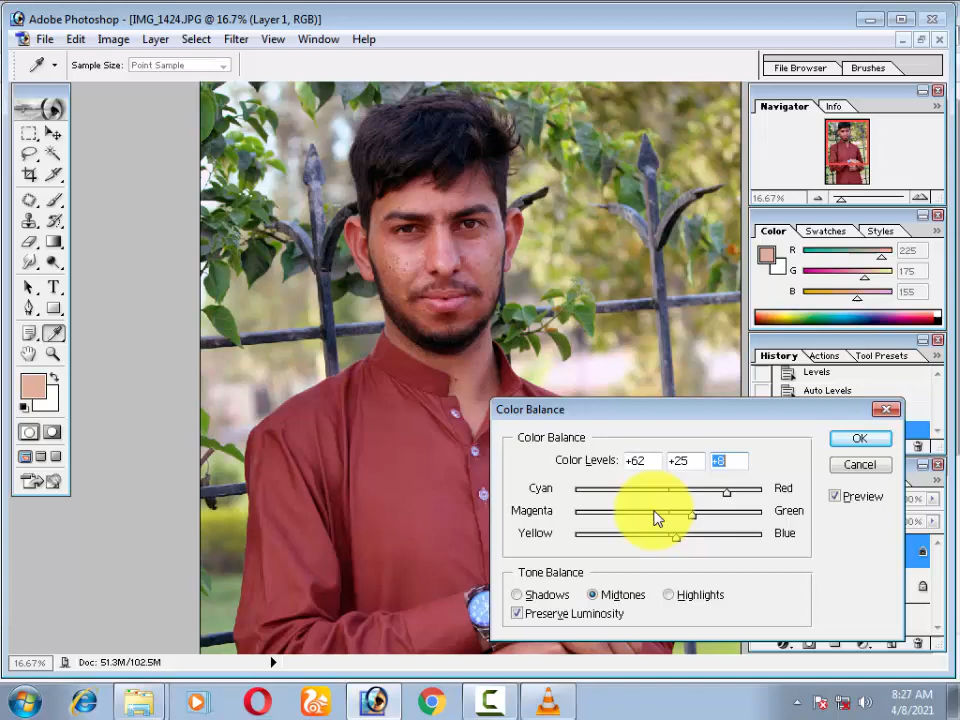 Adobe Photoshop - [IMG_1424.JPG @ 16.7% (Layer 1, RGB)]
File Edit Image Layer Select Filter View Window Help
Sample Size: Point Sample
File Browser Brushes
Navigator Info
16.67%
Color Swatches Styles
R 225
G 175
B 155
History Actions Tool Presets
Levels
Auto Levels
Color Balance
Color Balance
Color Levels: +62 +25 +8
Cyan Red
Magenta Green
Yellow Blue
Tone Balance
Shadows Midtones Highlights
Preserve Luminosity
OK
Cancel
Preview
16.67% Doc: 51.3M/102.5M
8:27 AM
4/8/2021